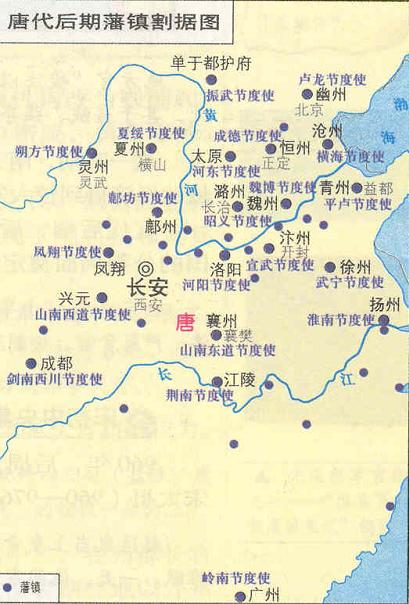 唐代后期藩镇割据图
单于都护府
振武节度使
卢龙节度使
幽州
北京
渤
海
黄
河
夏绥节度使
夏州
横山
朔方节度使
灵州
灵武
成德节度使
恒州
正定
沧州
横海节度使
太原
河东节度使
潞州
长治
昭义节度使
魏博节度使
魏州
青州
益都
平卢节度使
鄜坊节度使
鄜州
凤翔节度使
凤翔
长安
西安
洛阳
河阳节度使
汴州
开封
宣武节度使
徐州
武宁节度使
兴元
山南西道节度使
唐
襄州
襄樊
山南东道节度使
扬州
淮南节度使
成都
剑南西川节度使
长
江
江陵
荆南节度使
岭南节度使
广州
藩镇